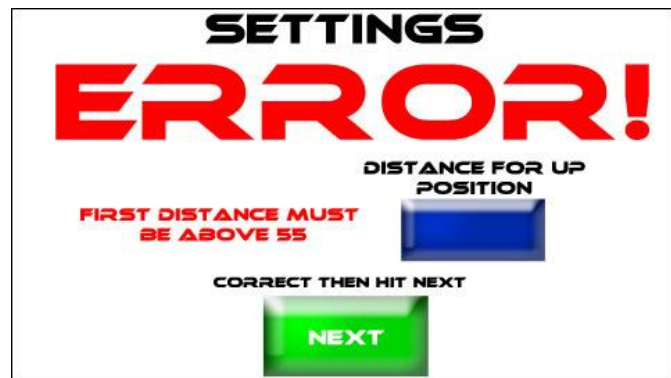 SETTINGS
ERROR!
DISTANCE FOR UP
POSITION
FIRST DISTANCE MUST
BE ABOVE 55
CORRECT THEN HIT NEXT
NEXT